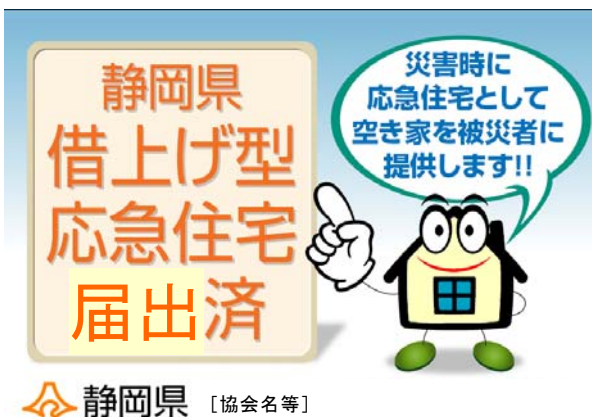 静岡県
借上げ型
応急住宅
届出済
災害時に
応急住宅として
空き家を被災者に
提供します!!
静岡県 [協会名等]